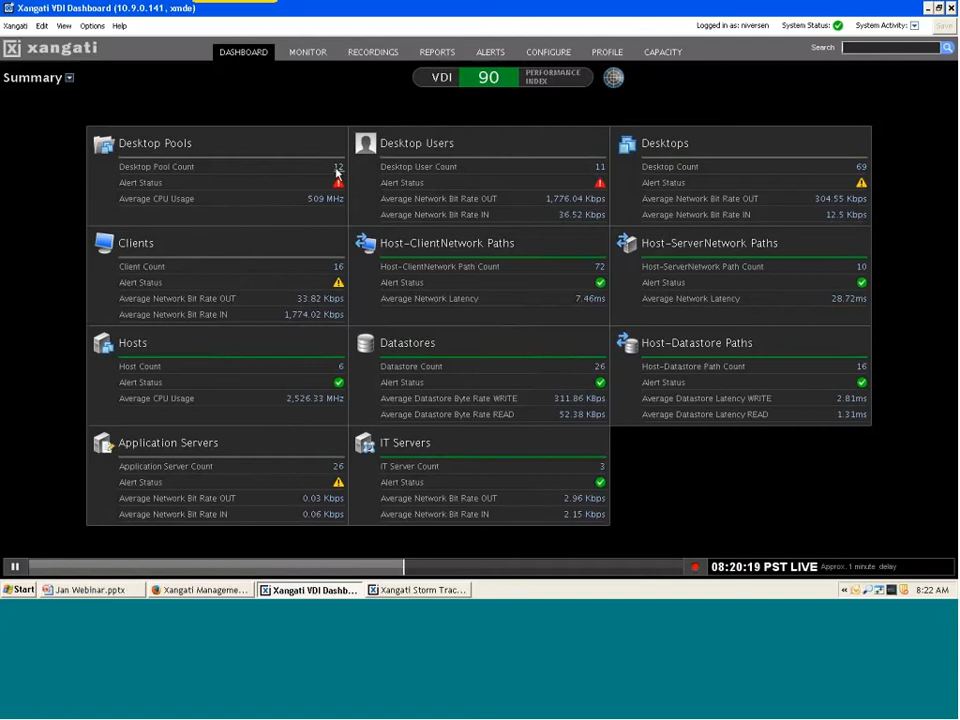 Xangati VDI Dashboard (10.9.0.141, xmde)
Xangati Edit View Options Help
Logged in as: niversen System Status: System Activity: Save
xangati
DASHBOARD MONITOR RECORDINGS REPORTS ALERTS CONFIGURE PROFILE CAPACITY
Search
Summary
VDI 90 PERFORMANCE INDEX
Desktop Pools
Desktop Pool Count 12
Alert Status
Average CPU Usage 509 MHz
Desktop Users
Desktop User Count 11
Alert Status
Average Network Bit Rate OUT 1,776.04 Kbps
Average Network Bit Rate IN 36.52 Kbps
Desktops
Desktop Count 69
Alert Status
Average Network Bit Rate OUT 304.55 Kbps
Average Network Bit Rate IN 12.5 Kbps
Clients
Client Count 16
Alert Status
Average Network Bit Rate OUT 33.82 Kbps
Average Network Bit Rate IN 1,774.02 Kbps
Host-ClientNetwork Paths
Host-ClientNetwork Path Count 72
Alert Status
Average Network Latency 7.46ms
Host-ServerNetwork Paths
Host-ServerNetwork Path Count 10
Alert Status
Average Network Latency 28.72ms
Hosts
Host Count 6
Alert Status
Average CPU Usage 2,526.33 MHz
Datastores
Datastore Count 26
Alert Status
Average Datastore Byte Rate WRITE 311.86 KBps
Average Datastore Byte Rate READ 52.38 KBps
Host-Datastore Paths
Host-Datastore Path Count 16
Alert Status
Average Datastore Latency WRITE 2.81ms
Average Datastore Latency READ 1.31ms
Application Servers
Application Server Count 26
Alert Status
Average Network Bit Rate OUT 0.03 Kbps
Average Network Bit Rate IN 0.06 Kbps
IT Servers
IT Server Count 3
Alert Status
Average Network Bit Rate OUT 2.96 Kbps
Average Network Bit Rate IN 2.15 Kbps
08:20:19 PST LIVE Approx. 1 minute delay
Start Jan Webinar.pptx Xangati Manageme... Xangati VDI Dashb... Xangati Storm Trac... 8:22 AM